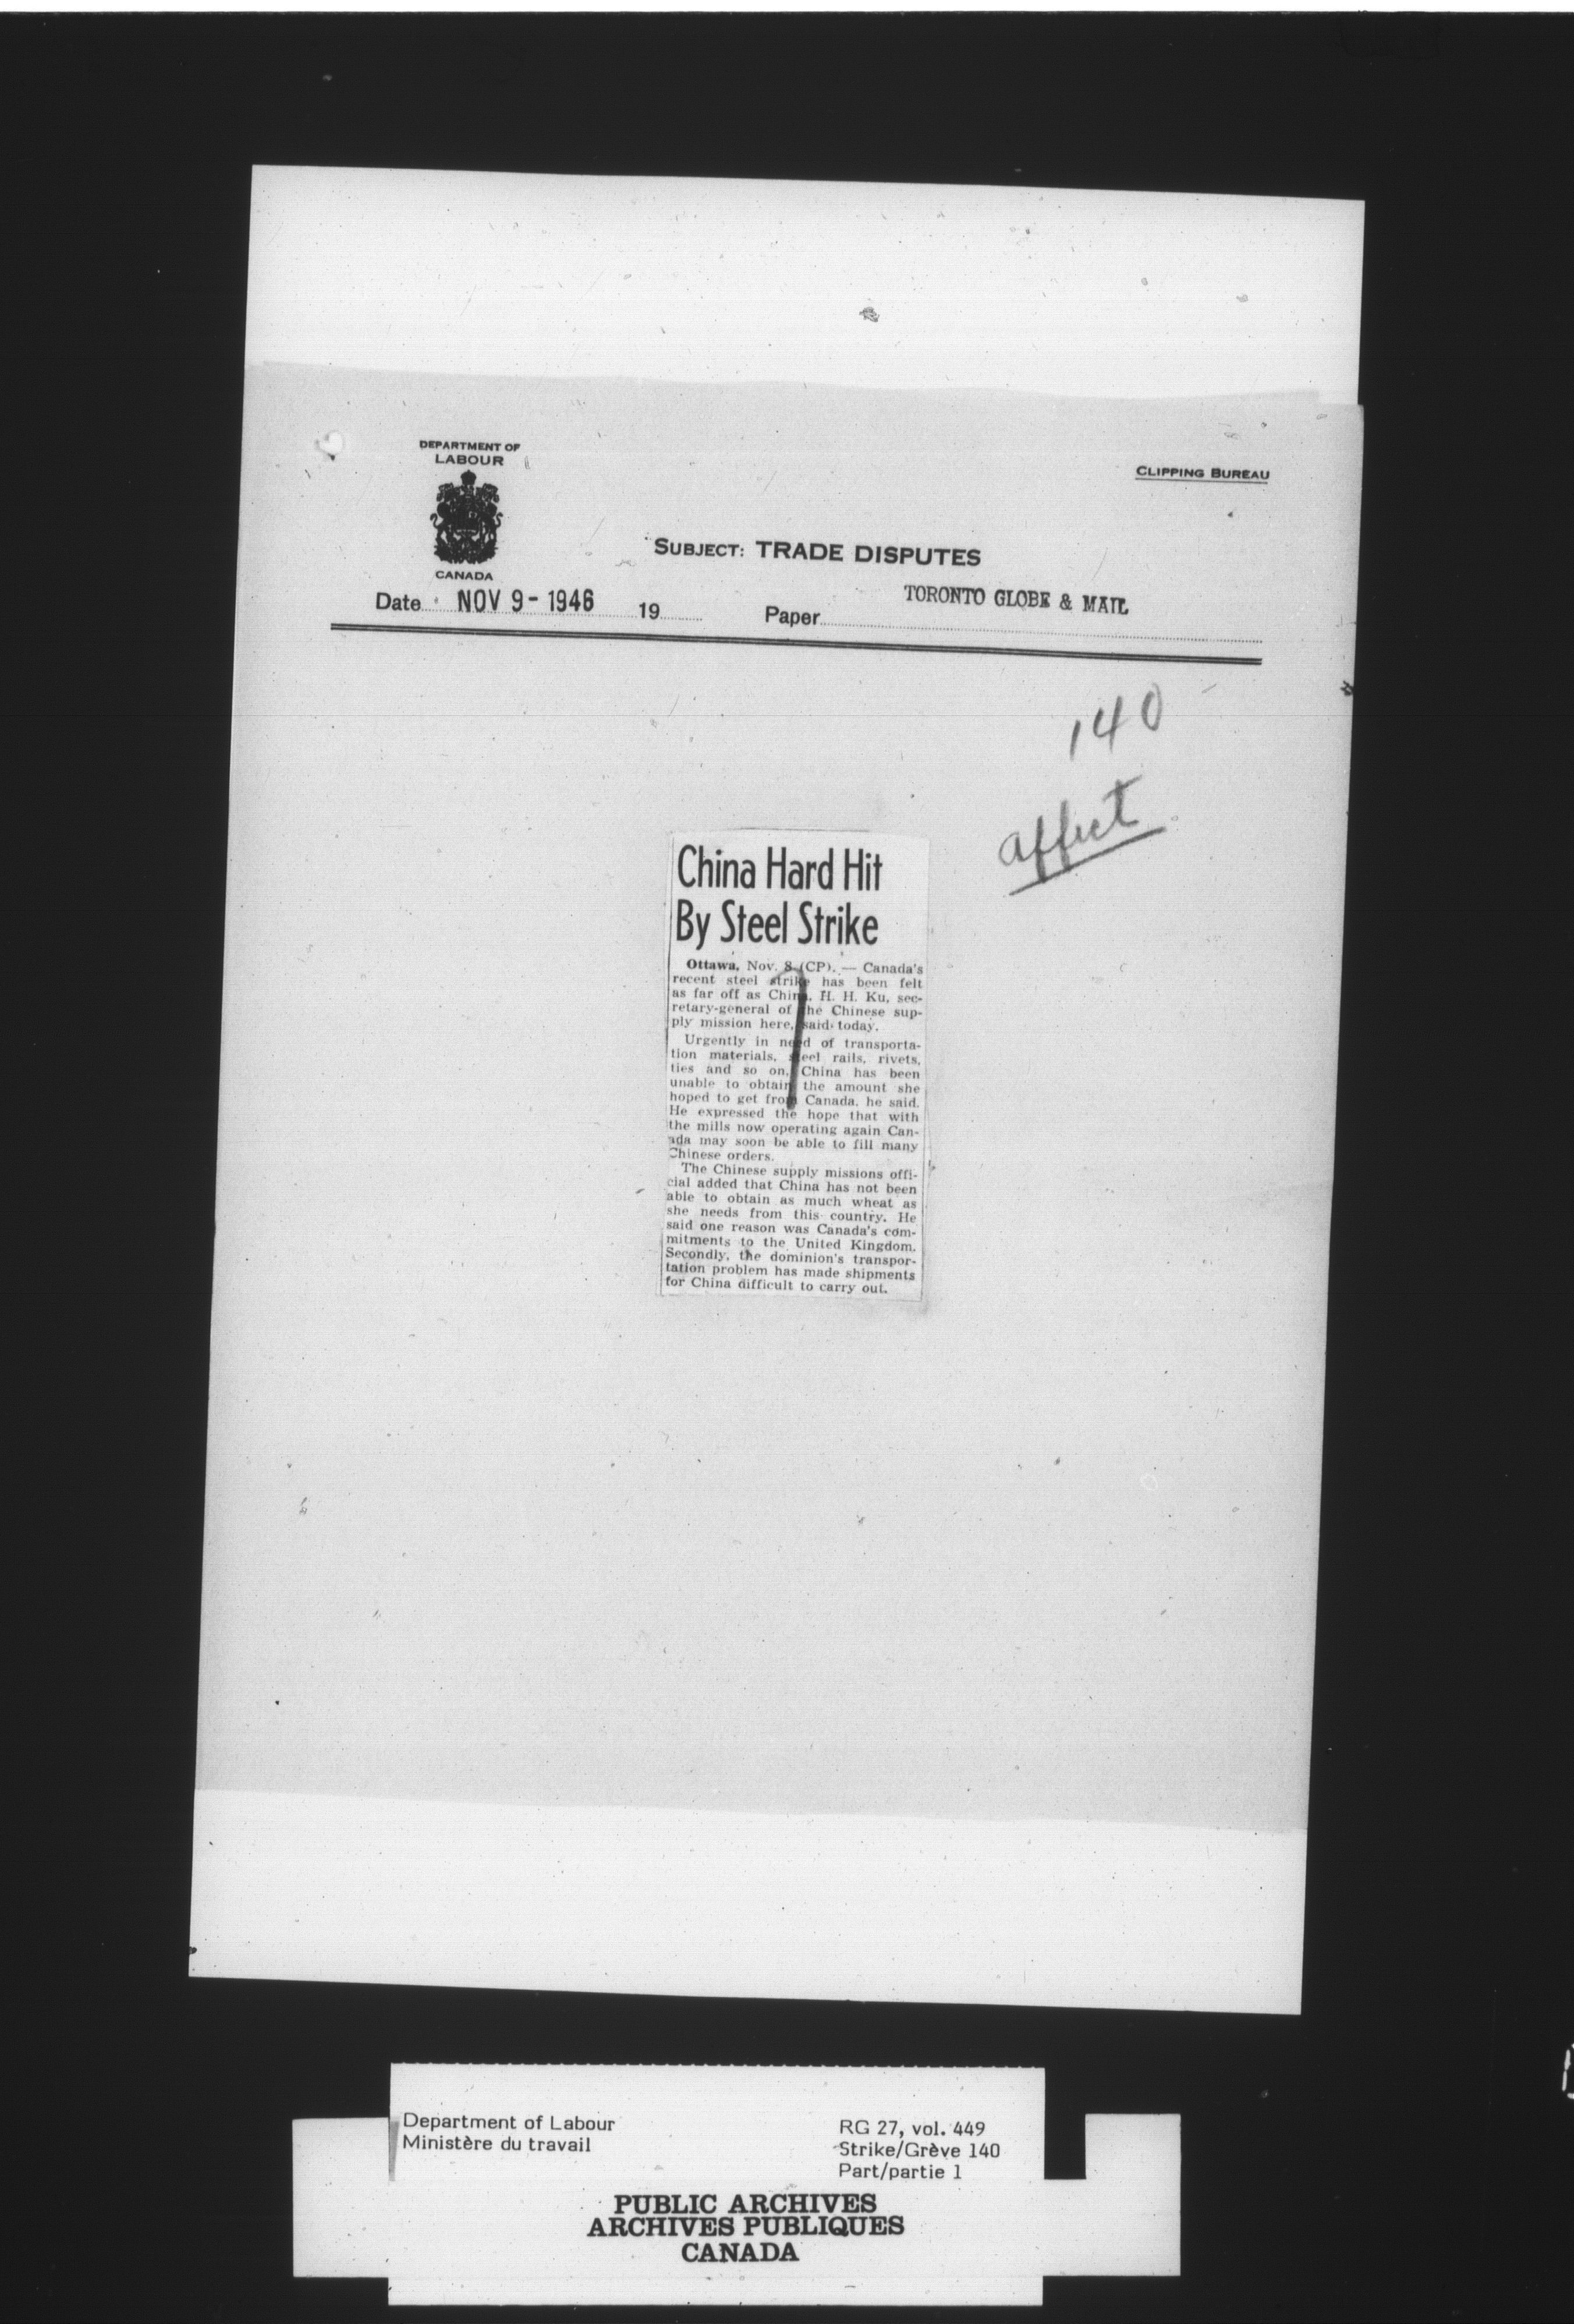 DEPARTMENT OF
LABOUR
CANADA
CLIPPING BUREAU
SUBJECT: TRADE DISPUTES
Date NOV 9 - 1946 19 Paper TORONTO GLOBE & MAIL
140
affect
China Hard Hit
By Steel Strike
Ottawa, Nov. 8 (CP). — Canada's
recent steel strike has been felt
as far off as China, H. H. Ku, sec-
retary-general of the Chinese sup-
ply mission here, said today.
Urgently in need of transporta-
tion materials, steel rails, rivets,
ties and so on, China has been
unable to obtain the amount she
hoped to get from Canada, he said.
He expressed the hope that with
the mills now operating again Can-
ada may soon be able to fill many
Chinese orders.
The Chinese supply missions offi-
cial added that China has not been
able to obtain as much wheat as
she needs from this country. He
said one reason was Canada's com-
mitments to the United Kingdom.
Secondly, the dominion's transpor-
tation problem has made shipments
for China difficult to carry out.
Department of Labour
Ministère du travail
RG 27, vol. 449
Strike/Grève 140
Part/partie 1
PUBLIC ARCHIVES
ARCHIVES PUBLIQUES
CANADA